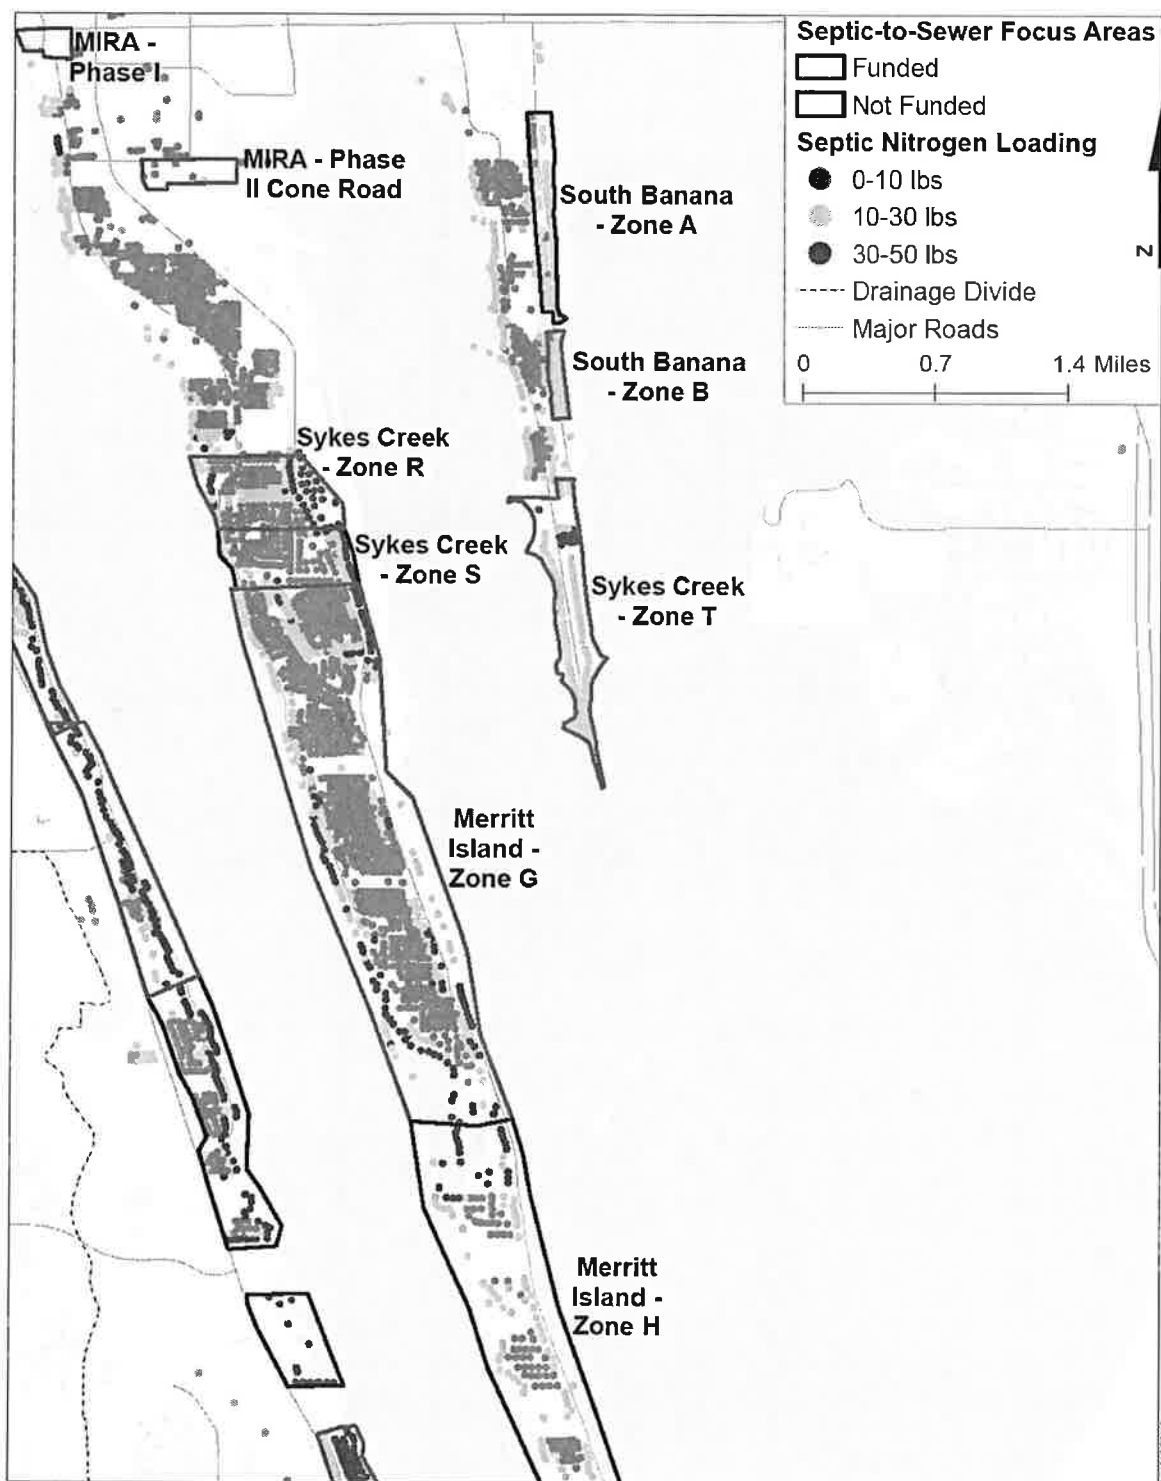 MIRA -
Phase I
MIRA - Phase
II Cone Road
South Banana
- Zone A
South Banana
- Zone B
Sykes Creek
- Zone R
Sykes Creek
- Zone S
Sykes Creek
- Zone T
Merritt
Island -
Zone G
Merritt
Island -
Zone H
Septic-to-Sewer Focus Areas
Funded
Not Funded
Septic Nitrogen Loading
0-10 lbs
10-30 lbs
30-50 lbs
Drainage Divide
Major Roads
0 0.7 1.4 Miles
N